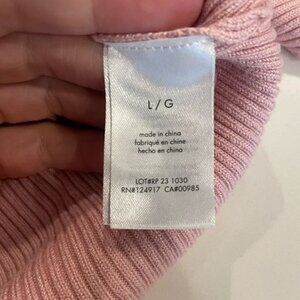 L / G
made in china
fabriqué en chine
hecho en china
LOT#RP 23 1030
RN#124917 CA#00985